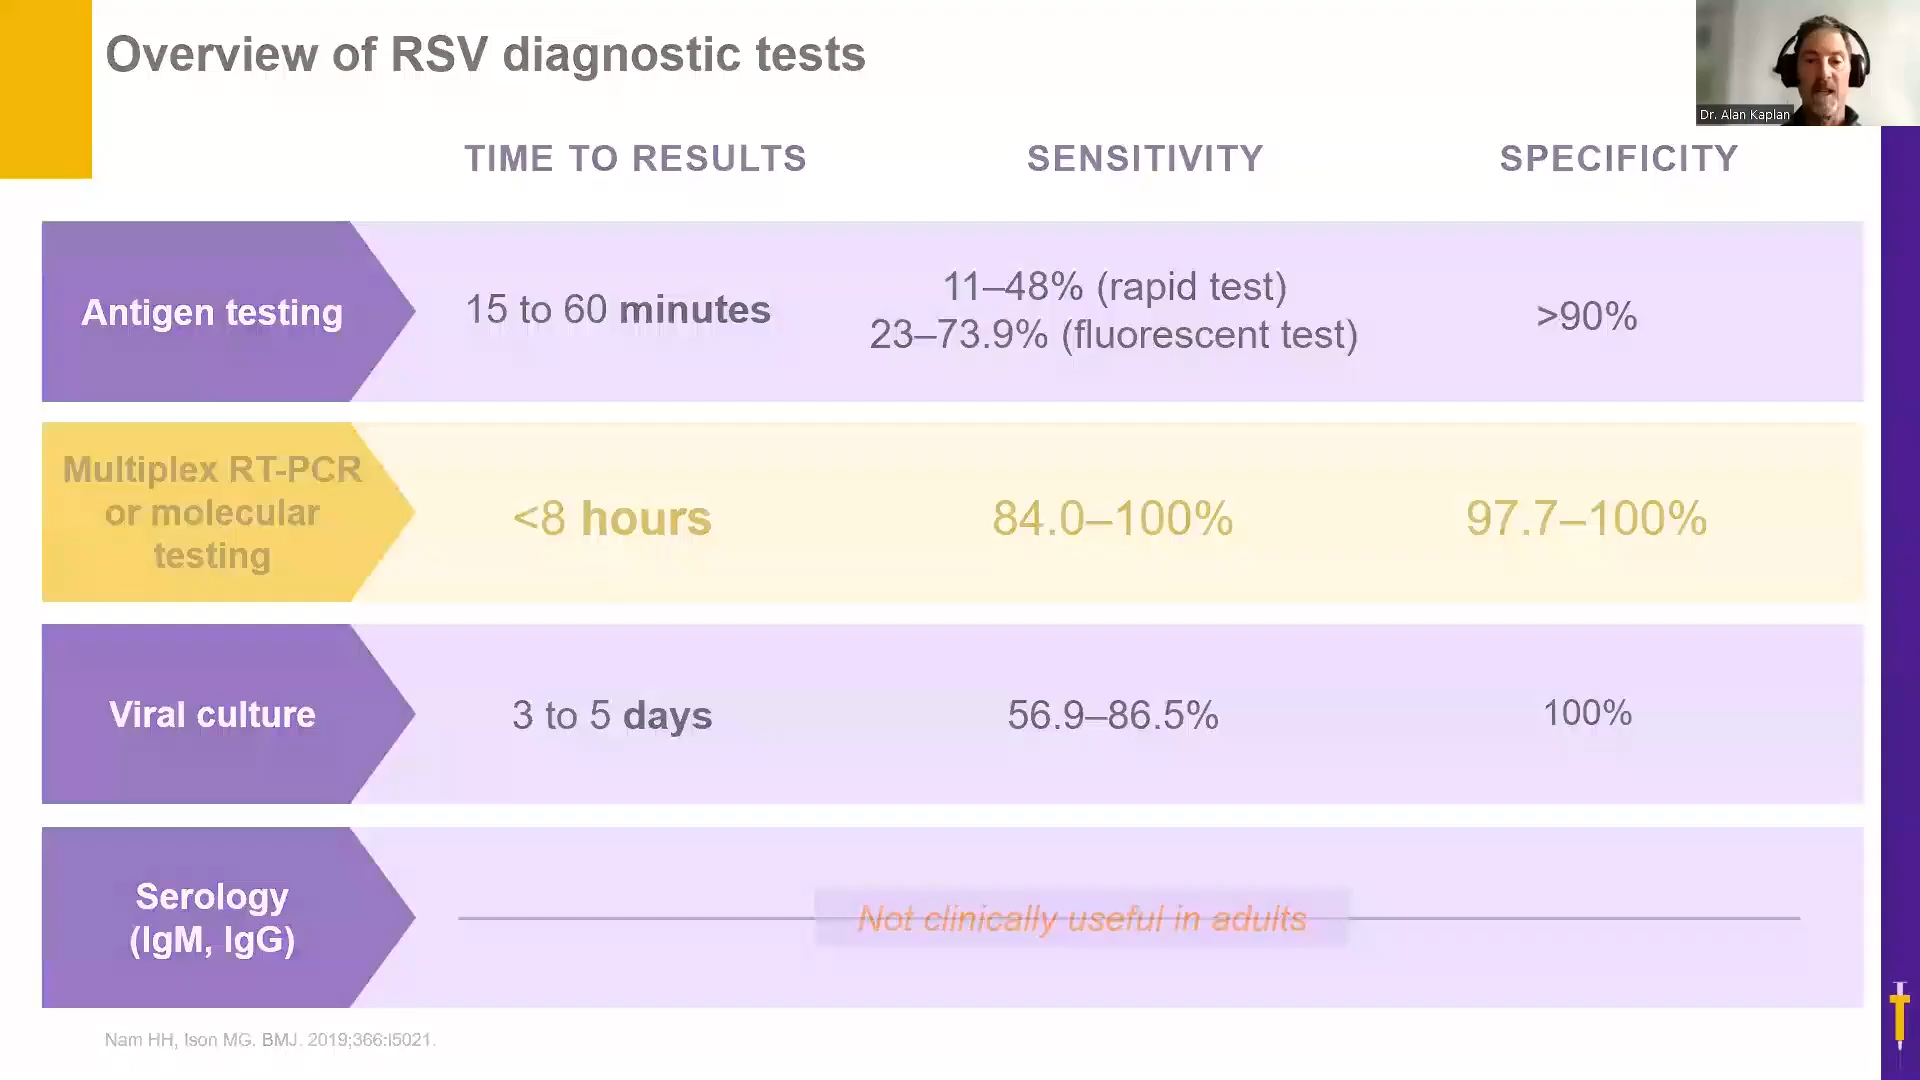 Overview of RSV diagnostic tests
Dr. Alan Kaplan
TIME TO RESULTS SENSITIVITY SPECIFICITY
Antigen testing
15 to 60 minutes
11–48% (rapid test)
23–73.9% (fluorescent test)
>90%
Multiplex RT-PCR
or molecular
testing
<8 hours
84.0–100%
97.7–100%
Viral culture
3 to 5 days
56.9–86.5%
100%
Serology
(IgM, IgG)
Not clinically useful in adults
Nam HH, Ison MG. BMJ. 2019;366:l5021.